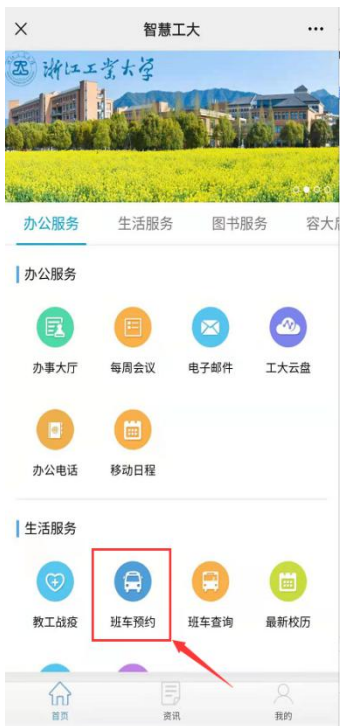 智慧工大
浙江工业大学
办公服务 生活服务 图书服务 容大
办公服务
办事大厅 每周会议 电子邮件 工大云盘
办公电话 移动日程
生活服务
教工战疫 班车预约 班车查询 最新校历
首页 资讯 我的